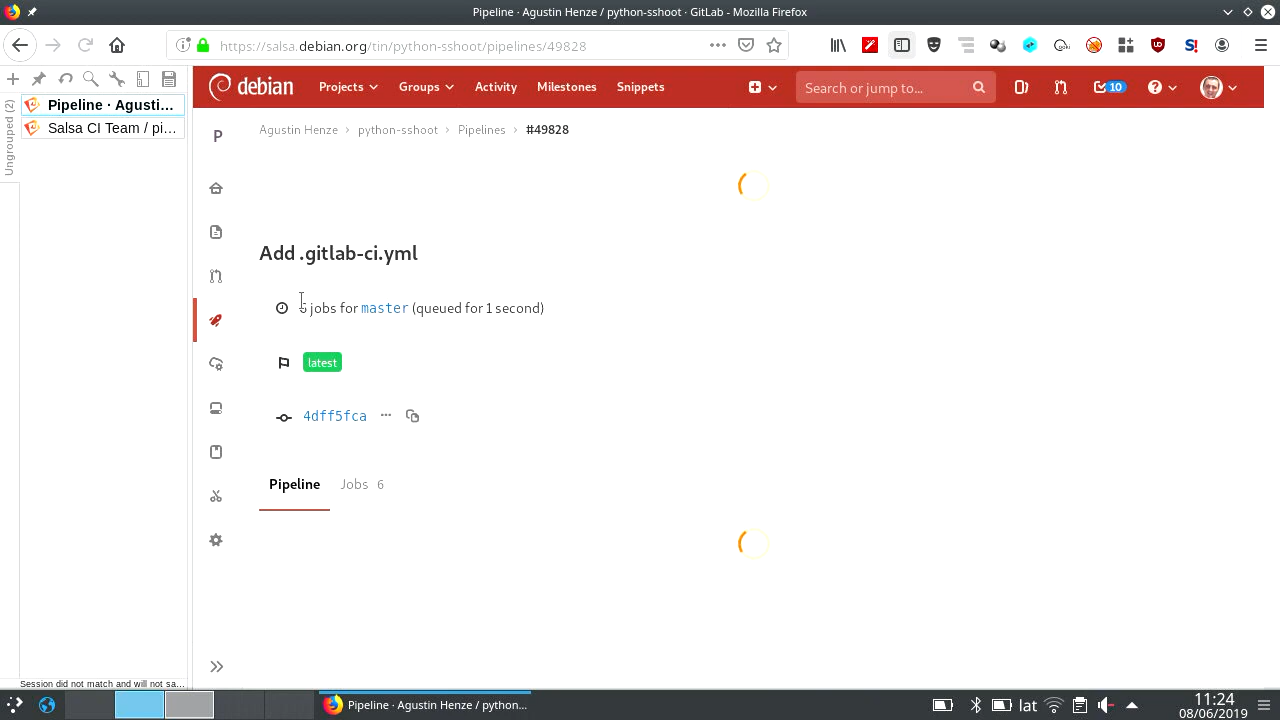 Pipeline · Agustin Henze / python-sshoot · GitLab - Mozilla Firefox
https://salsa.debian.org/tin/python-sshoot/pipelines/49828
Ungrouped (2)
Pipeline · Agusti...
Salsa CI Team / pi...
debian
Projects
Groups
Activity
Milestones
Snippets
Search or jump to...
10
P
Agustin Henze › python-sshoot › Pipelines › #49828
Add .gitlab-ci.yml
jobs for master (queued for 1 second)
latest
4dff5fca
Pipeline
Jobs 6
Session did not match and will not sa...
Pipeline · Agustin Henze / python...
lat
11:24
08/06/2019